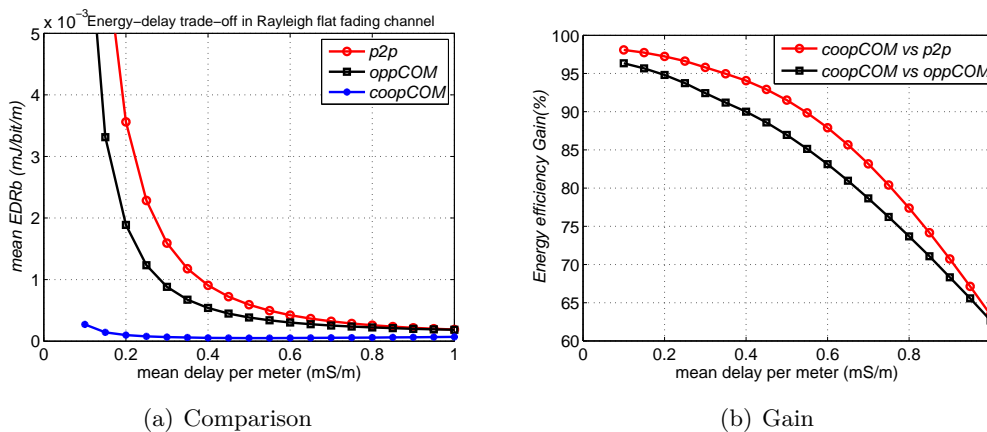 x 10⁻³ Energy−delay trade−off in Rayleigh flat fading channel
5
4
3
2
1
0
mean EDRb (mJ/bit/m)
p2p
oppCOM
coopCOM
0 0.2 0.4 0.6 0.8 1
mean delay per meter (mS/m)
(a) Comparison
100
95
90
85
80
75
70
65
60
Energy efficiency Gain(%)
coopCOM vs p2p
coopCOM vs oppCOM
0 0.2 0.4 0.6 0.8
mean delay per meter (mS/m)
(b) Gain